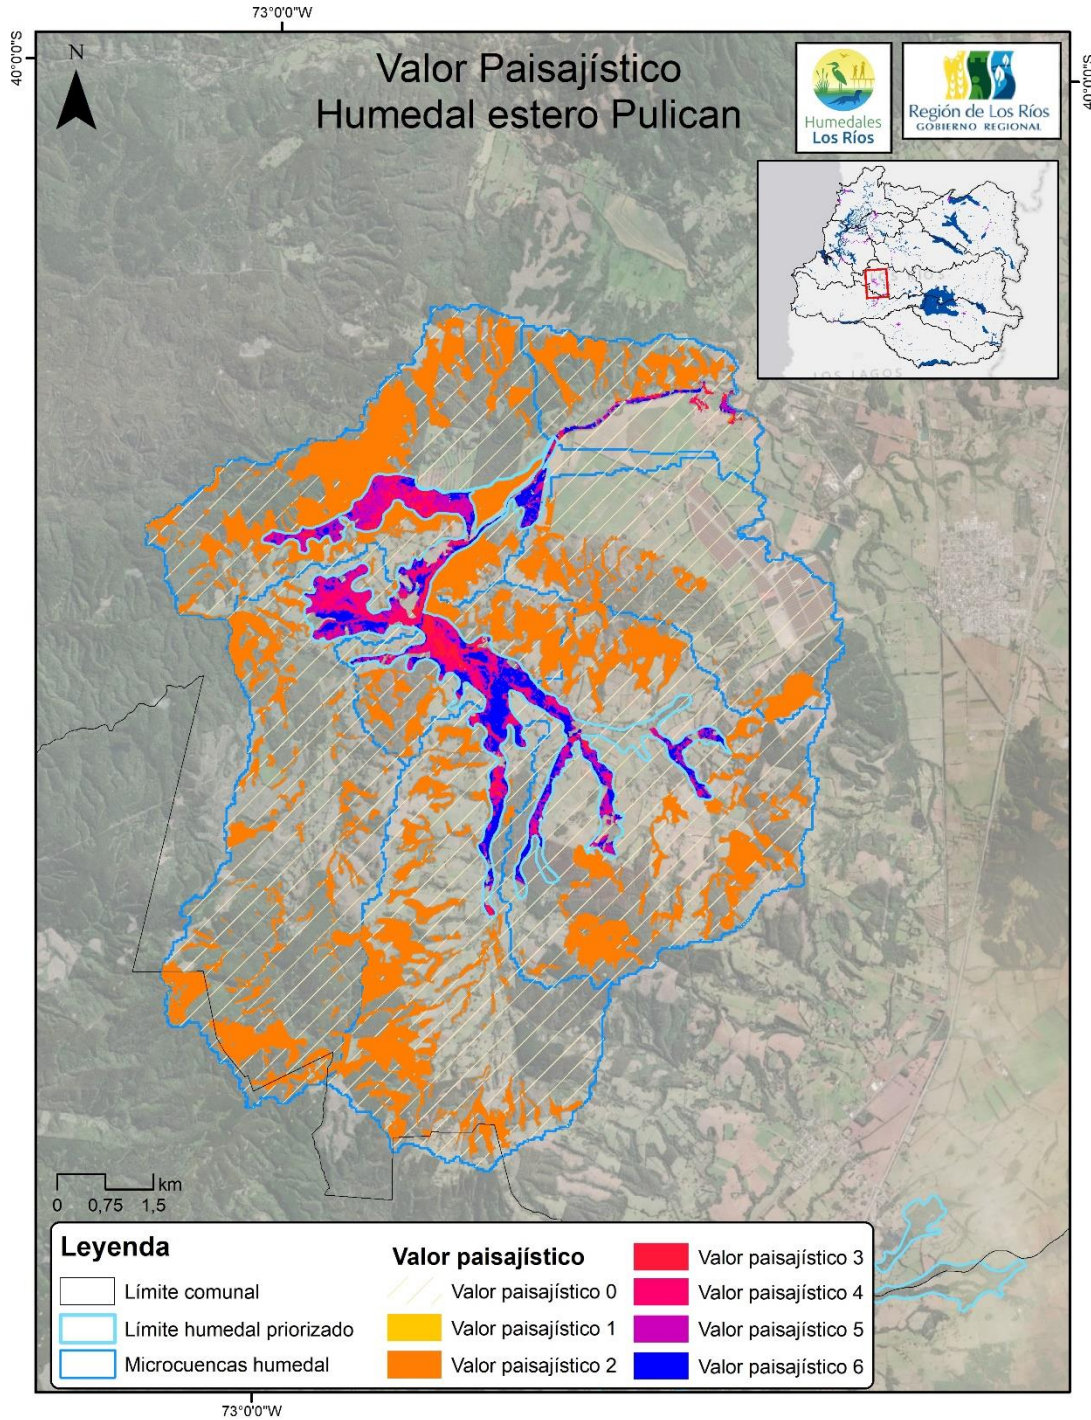 73°0'0"W
40°0'0"S
40°0'0"S
N
Valor Paisajístico
Humedal estero Pulican
Humedales
Los Ríos
Región de Los Ríos
GOBIERNO REGIONAL
LOS LAGOS
km
0 0,75 1,5
Leyenda
Límite comunal
Límite humedal priorizado
Microcuencas humedal
Valor paisajístico
Valor paisajístico 0
Valor paisajístico 1
Valor paisajístico 2
Valor paisajístico 3
Valor paisajístico 4
Valor paisajístico 5
Valor paisajístico 6
73°0'0"W